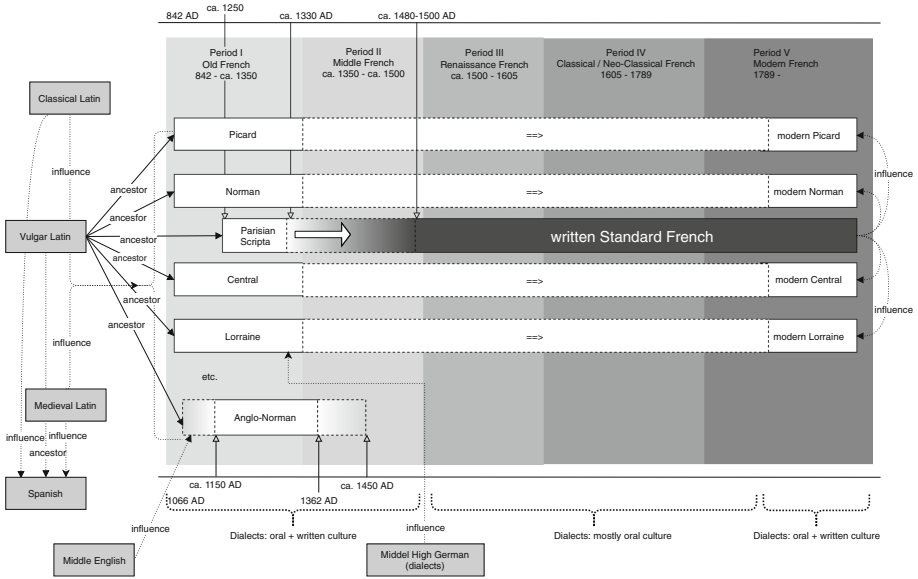 ca. 1250
842 AD
ca. 1330 AD
ca. 1480-1500 AD
Period I
Old French
842 - ca. 1350
Period II
Middle French
ca. 1350 - ca. 1500
Period III
Renaissance French
ca. 1500 - 1605
Period IV
Classical / Neo-Classical French
1605 - 1789
Period V
Modern French
1789 -
Classical Latin
influence
Picard
==>
modern Picard
influence
ancestor
Norman
==>
modern Norman
ancestor
Vulgar Latin
ancestor
Parisian
Scripta
written Standard French
ancestor
Central
==>
modern Central
ancestor
influence
ancestor
Lorraine
==>
modern Lorraine
influence
etc.
Medieval Latin
Anglo-Norman
influence
influence
ancestor
Spanish
ca. 1150 AD
ca. 1450 AD
1066 AD
1362 AD
influence
influence
Dialects: oral + written culture
Dialects: mostly oral culture
Dialects: oral + written culture
Middle English
Middel High German
(dialects)